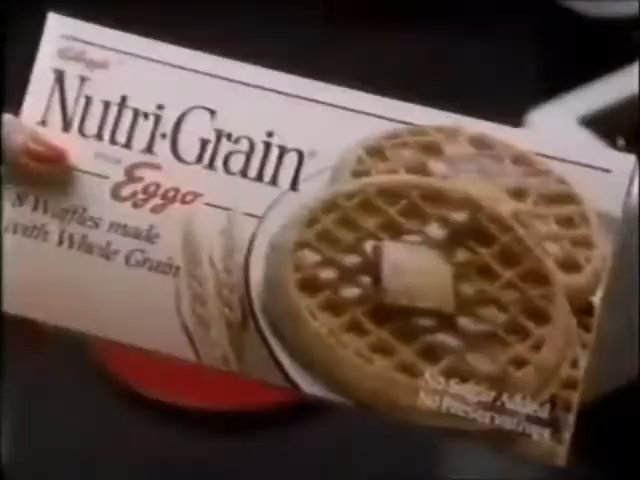 Kellogg's
Nutri·Grain®
Eggo
8 Waffles made
with Whole Grain
No Sugar Added
No Preservatives